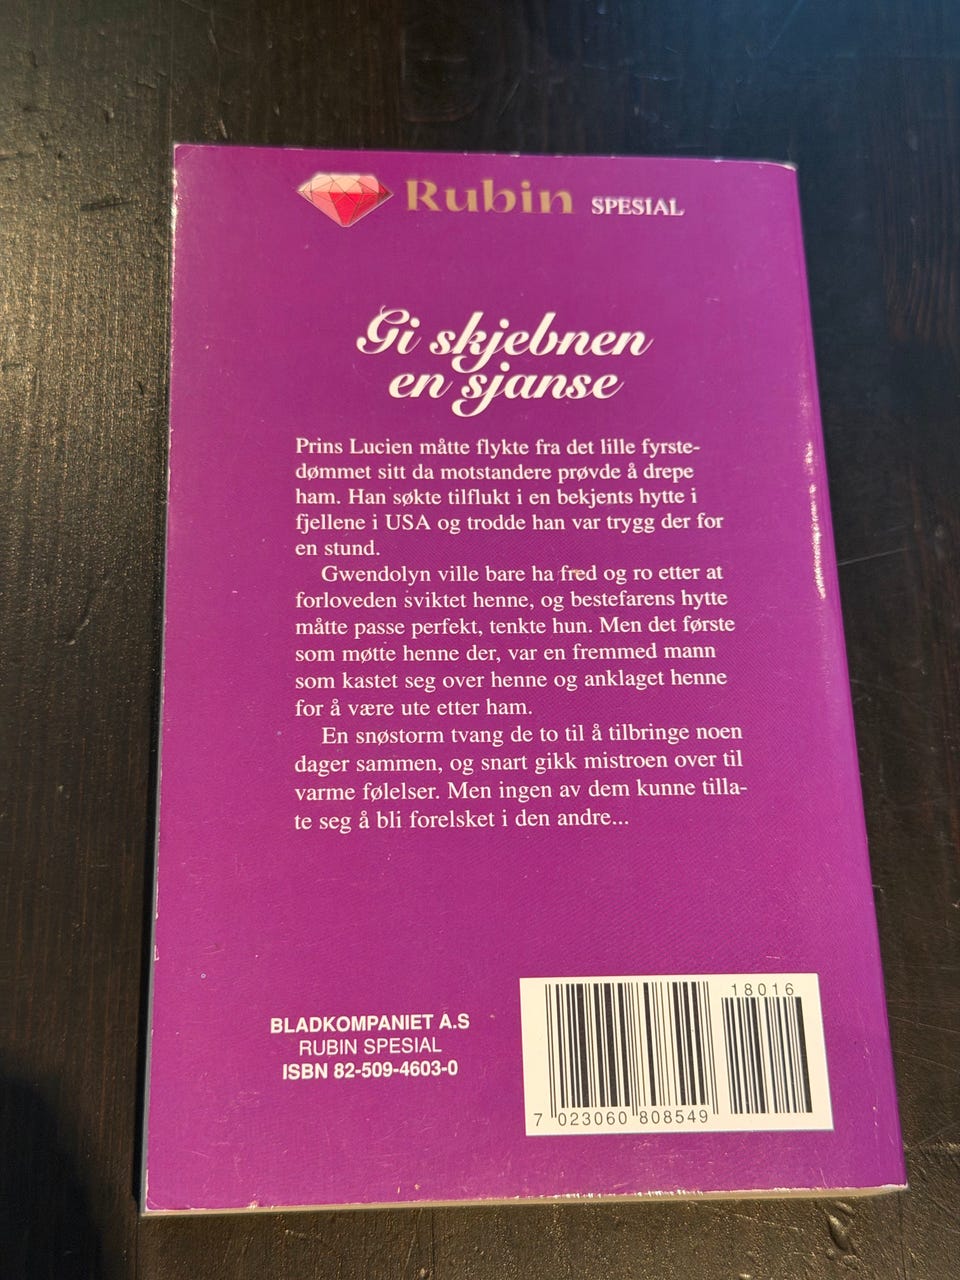 Rubin SPESIAL
Gi skjebnen
en sjanse
Prins Lucien måtte flykte fra det lille fyrste-
dømmet sitt da motstandere prøvde å drepe
ham. Han søkte tilflukt i en bekjents hytte i
fjellene i USA og trodde han var trygg der for
en stund.
Gwendolyn ville bare ha fred og ro etter at
forloveden sviktet henne, og bestefarens hytte
måtte passe perfekt, tenkte hun. Men det første
som møtte henne der, var en fremmed mann
som kastet seg over henne og anklaget henne
for å være ute etter ham.
En snøstorm tvang de to til å tilbringe noen
dager sammen, og snart gikk mistroen over til
varme følelser. Men ingen av dem kunne tilla-
te seg å bli forelsket i den andre...
BLADKOMPANIET A.S
RUBIN SPESIAL
ISBN 82-509-4603-0
18016
7 023060 808549